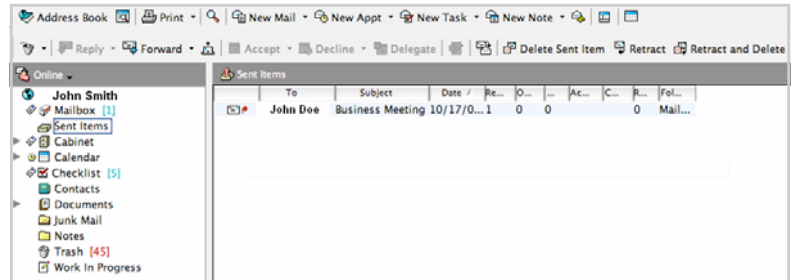 Address Book Print New Mail New Appt New Task New Note
Reply Forward Accept Decline Delegate Delete Sent Item Retract Retract and Delete
Online
Sent Items
John Smith
Mailbox [1]
Sent Items
Cabinet
Calendar
Checklist [5]
Contacts
Documents
Junk Mail
Notes
Trash [45]
Work In Progress
To Subject Date / Re... O... ... Ac... C... R... Fol...
John Doe Business Meeting 10/17/0... 1 0 0 0 Mail...